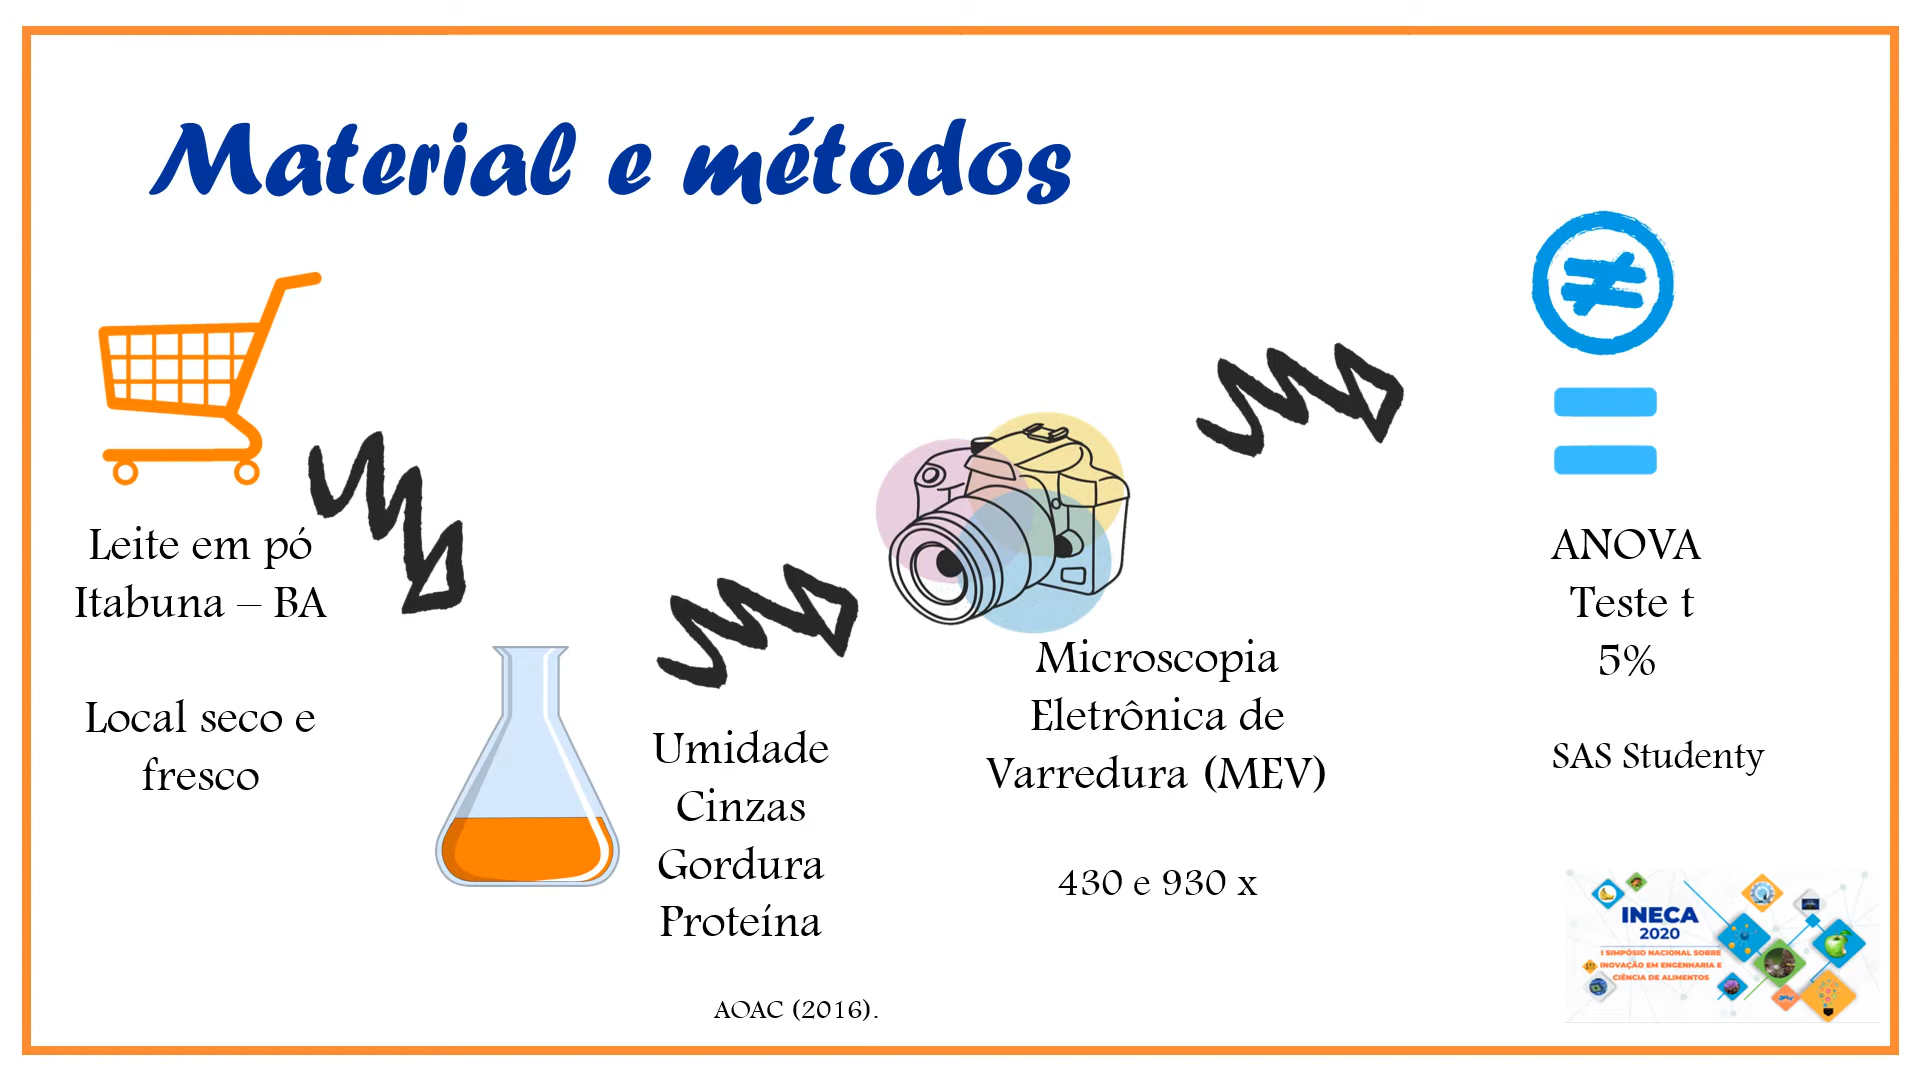 Material e métodos
Leite em pó
Itabuna – BA
Local seco e
fresco
Umidade
Cinzas
Gordura
Proteína
AOAC (2016).
Microscopia
Eletrônica de
Varredura (MEV)
430 e 930 x
ANOVA
Teste t
5%
SAS Studenty
INECA
2020
I SIMPÓSIO NACIONAL SOBRE
INOVAÇÃO EM ENGENHARIA E
CIÊNCIA DE ALIMENTOS